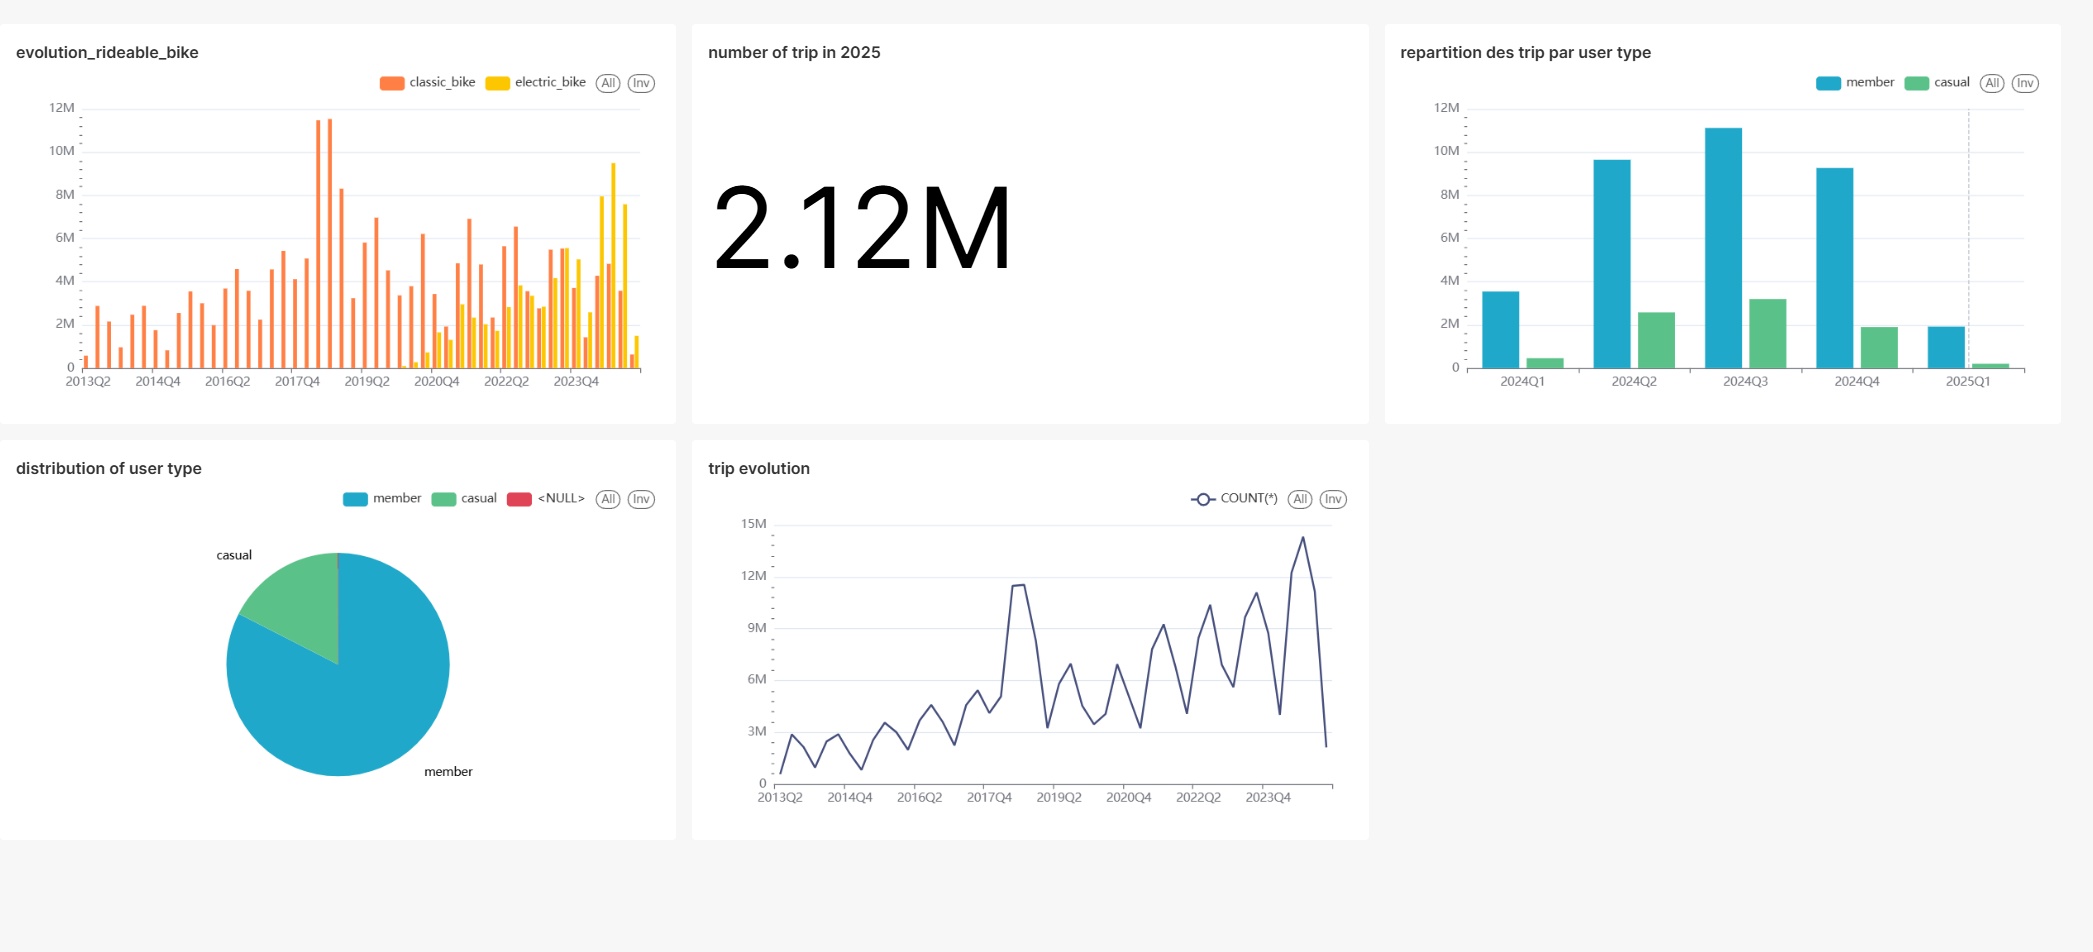 evolution_rideable_bike
classic_bike electric_bike All Inv
12M
10M
8M
6M
4M
2M
0
2013Q2 2014Q4 2016Q2 2017Q4 2019Q2 2020Q4 2022Q2 2023Q4
number of trip in 2025
2.12M
repartition des trip par user type
member casual All Inv
12M
10M
8M
6M
4M
2M
0
2024Q1 2024Q2 2024Q3 2024Q4 2025Q1
distribution of user type
member casual <NULL> All Inv
casual
member
trip evolution
COUNT(*) All Inv
15M
12M
9M
6M
3M
0
2013Q2 2014Q4 2016Q2 2017Q4 2019Q2 2020Q4 2022Q2 2023Q4